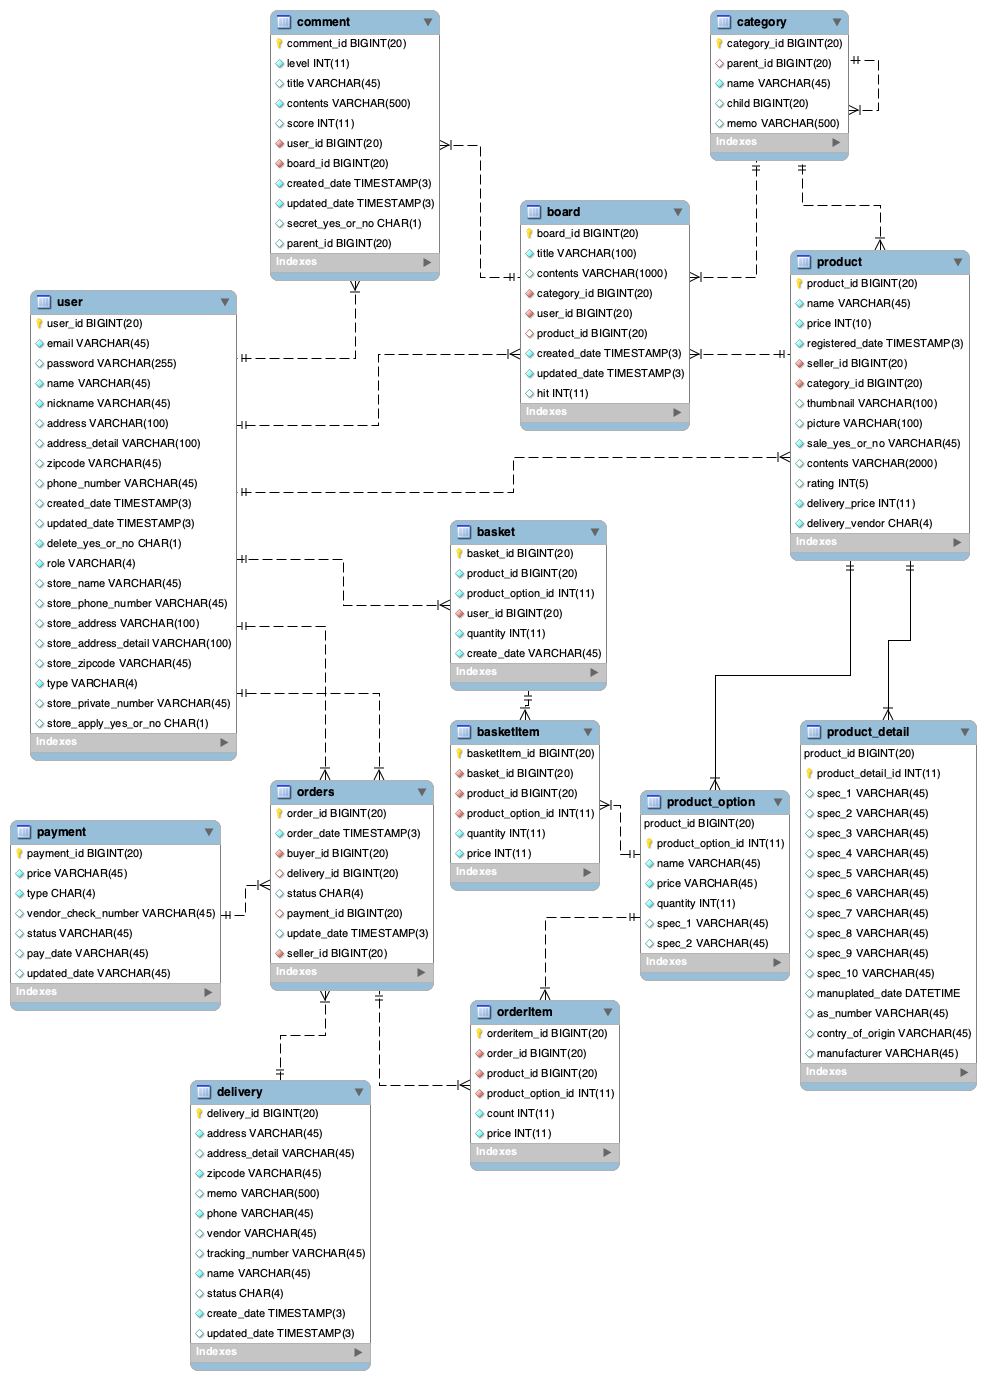 comment
comment_id BIGINT(20)
level INT(11)
title VARCHAR(45)
contents VARCHAR(500)
score INT(11)
user_id BIGINT(20)
board_id BIGINT(20)
created_date TIMESTAMP(3)
updated_date TIMESTAMP(3)
secret_yes_or_no CHAR(1)
parent_id BIGINT(20)
Indexes
category
category_id BIGINT(20)
parent_id BIGINT(20)
name VARCHAR(45)
child BIGINT(20)
memo VARCHAR(500)
Indexes
board
board_id BIGINT(20)
title VARCHAR(100)
contents VARCHAR(1000)
category_id BIGINT(20)
user_id BIGINT(20)
product_id BIGINT(20)
created_date TIMESTAMP(3)
updated_date TIMESTAMP(3)
hit INT(11)
Indexes
product
product_id BIGINT(20)
name VARCHAR(45)
price INT(10)
registered_date TIMESTAMP(3)
seller_id BIGINT(20)
category_id BIGINT(20)
thumbnail VARCHAR(100)
picture VARCHAR(100)
sale_yes_or_no VARCHAR(45)
contents VARCHAR(2000)
rating INT(5)
delivery_price INT(11)
delivery_vendor CHAR(4)
Indexes
user
user_id BIGINT(20)
email VARCHAR(45)
password VARCHAR(255)
name VARCHAR(45)
nickname VARCHAR(45)
address VARCHAR(100)
address_detail VARCHAR(100)
zipcode VARCHAR(45)
phone_number VARCHAR(45)
created_date TIMESTAMP(3)
updated_date TIMESTAMP(3)
delete_yes_or_no CHAR(1)
role VARCHAR(4)
store_name VARCHAR(45)
store_phone_number VARCHAR(45)
store_address VARCHAR(100)
store_address_detail VARCHAR(100)
store_zipcode VARCHAR(45)
type VARCHAR(4)
store_private_number VARCHAR(45)
store_apply_yes_or_no CHAR(1)
Indexes
basket
basket_id BIGINT(20)
product_id BIGINT(20)
product_option_id INT(11)
user_id BIGINT(20)
quantity INT(11)
create_date VARCHAR(45)
Indexes
basketItem
basketItem_id BIGINT(20)
basket_id BIGINT(20)
product_id BIGINT(20)
product_option_id INT(11)
quantity INT(11)
price INT(11)
Indexes
product_detail
product_id BIGINT(20)
product_detail_id INT(11)
spec_1 VARCHAR(45)
spec_2 VARCHAR(45)
spec_3 VARCHAR(45)
spec_4 VARCHAR(45)
spec_5 VARCHAR(45)
spec_6 VARCHAR(45)
spec_7 VARCHAR(45)
spec_8 VARCHAR(45)
spec_9 VARCHAR(45)
spec_10 VARCHAR(45)
manuplated_date DATETIME
as_number VARCHAR(45)
contry_of_origin VARCHAR(45)
manufacturer VARCHAR(45)
Indexes
orders
order_id BIGINT(20)
order_date TIMESTAMP(3)
buyer_id BIGINT(20)
delivery_id BIGINT(20)
status CHAR(4)
payment_id BIGINT(20)
update_date TIMESTAMP(3)
seller_id BIGINT(20)
Indexes
product_option
product_id BIGINT(20)
product_option_id INT(11)
name VARCHAR(45)
price VARCHAR(45)
quantity INT(11)
spec_1 VARCHAR(45)
spec_2 VARCHAR(45)
Indexes
payment
payment_id BIGINT(20)
price VARCHAR(45)
type CHAR(4)
vendor_check_number VARCHAR(45)
status VARCHAR(45)
pay_date VARCHAR(45)
updated_date VARCHAR(45)
Indexes
orderItem
orderitem_id BIGINT(20)
order_id BIGINT(20)
product_id BIGINT(20)
product_option_id INT(11)
count INT(11)
price INT(11)
Indexes
delivery
delivery_id BIGINT(20)
address VARCHAR(45)
address_detail VARCHAR(45)
zipcode VARCHAR(45)
memo VARCHAR(500)
phone VARCHAR(45)
vendor VARCHAR(45)
tracking_number VARCHAR(45)
name VARCHAR(45)
status CHAR(4)
create_date TIMESTAMP(3)
updated_date TIMESTAMP(3)
Indexes